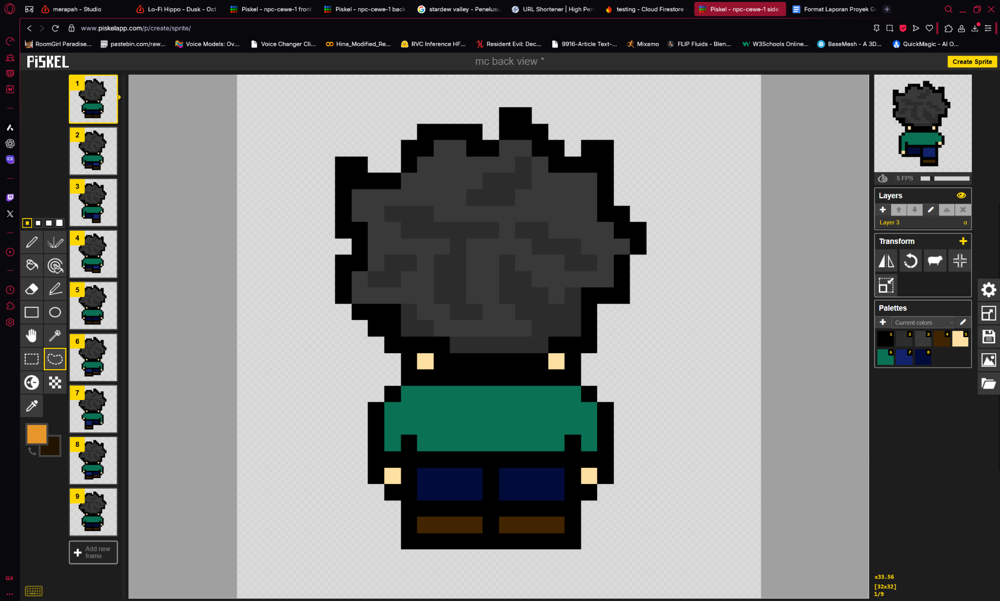 merapah - Studio
Lo-Fi Hippo - Dusk - Oct
Piskel - npc-cewe-1 front
Piskel - npc-cewe-1 back
stardew valley - Penelusu
URL Shortener | High Per
testing - Cloud Firestore -
Piskel - npc-cewe-1 side
Format Laporan Proyek Ga
www.piskelapp.com/p/create/sprite/
RoomGirl Paradise...
pastebin.com/raw...
Voice Models: Ov...
Voice Changer Cli...
Hina_Modified_Re...
RVC Inference HF...
Resident Evil: Dec...
9916-Article Text-...
Mixamo
FLIP Fluids - Blen...
W3Schools Online...
BaseMesh - A 3D...
QuickMagic - AI O...
PiSKEL
mc back view *
Create Sprite
1
2
3
4
5
6
7
8
9
Add new
frame
5 FPS
Layers
Layer 3
α
Transform
Palettes
Current colors
1
2
3
4
5
6
7
8
x33.56
[32x32]
1/9
CS
M
GX